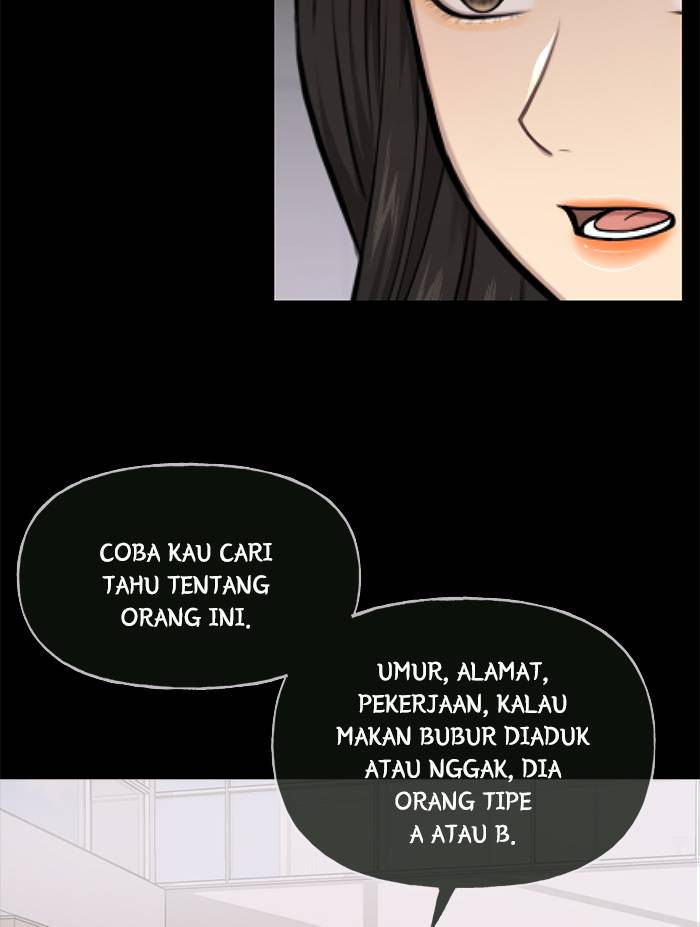 COBA KAU CARI
TAHU TENTANG
ORANG INI.
UMUR, ALAMAT,
PEKERJAAN, KALAU
MAKAN BUBUR DIADUK
ATAU NGGAK, DIA
ORANG TIPE
A ATAU B.